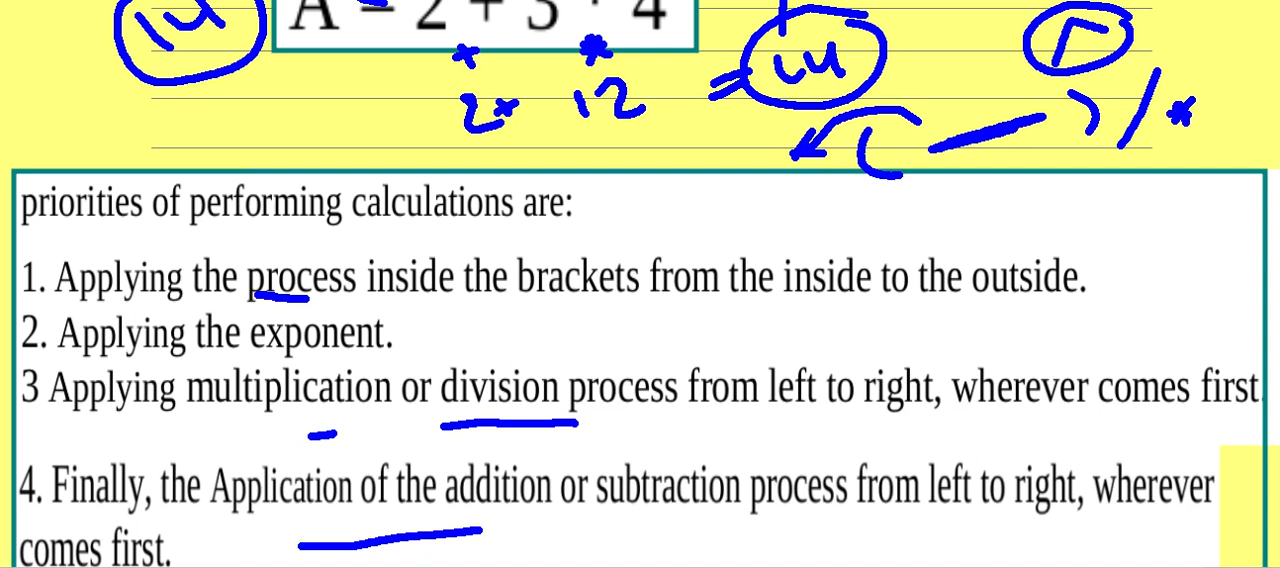 14 A = 2 + 3 * 4
2* 12 = 14
( ) / *
priorities of performing calculations are:
1. Applying the process inside the brackets from the inside to the outside.
2. Applying the exponent.
3 Applying multiplication or division process from left to right, wherever comes first.
4. Finally, the Application of the addition or subtraction process from left to right, wherever
comes first.